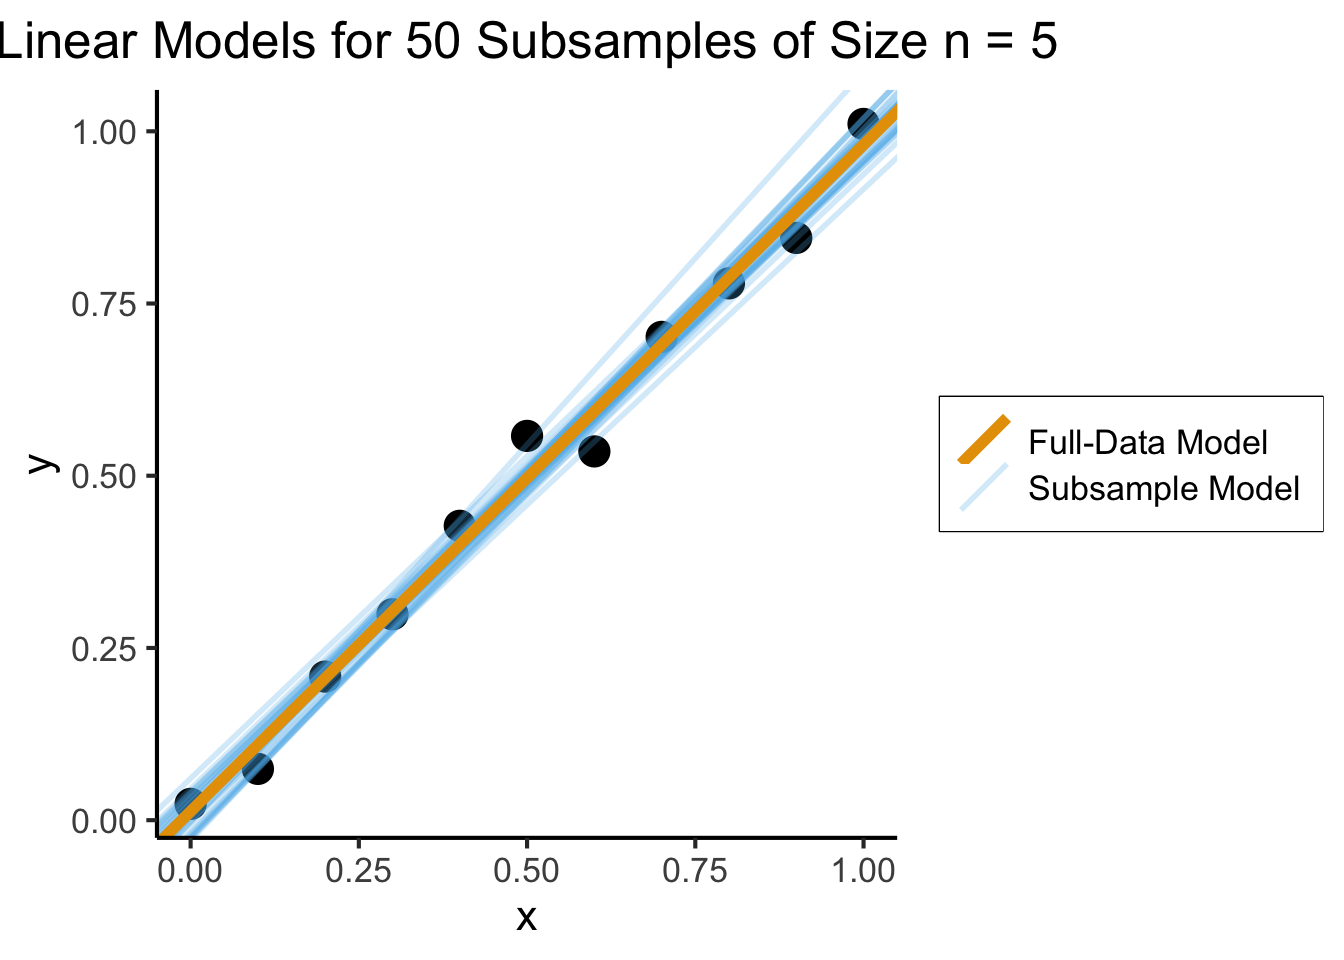 Linear Models for 50 Subsamples of Size n = 5
1.00
0.75
0.50
0.25
0.00
y
0.00 0.25 0.50 0.75 1.00
x
Full-Data Model
Subsample Model